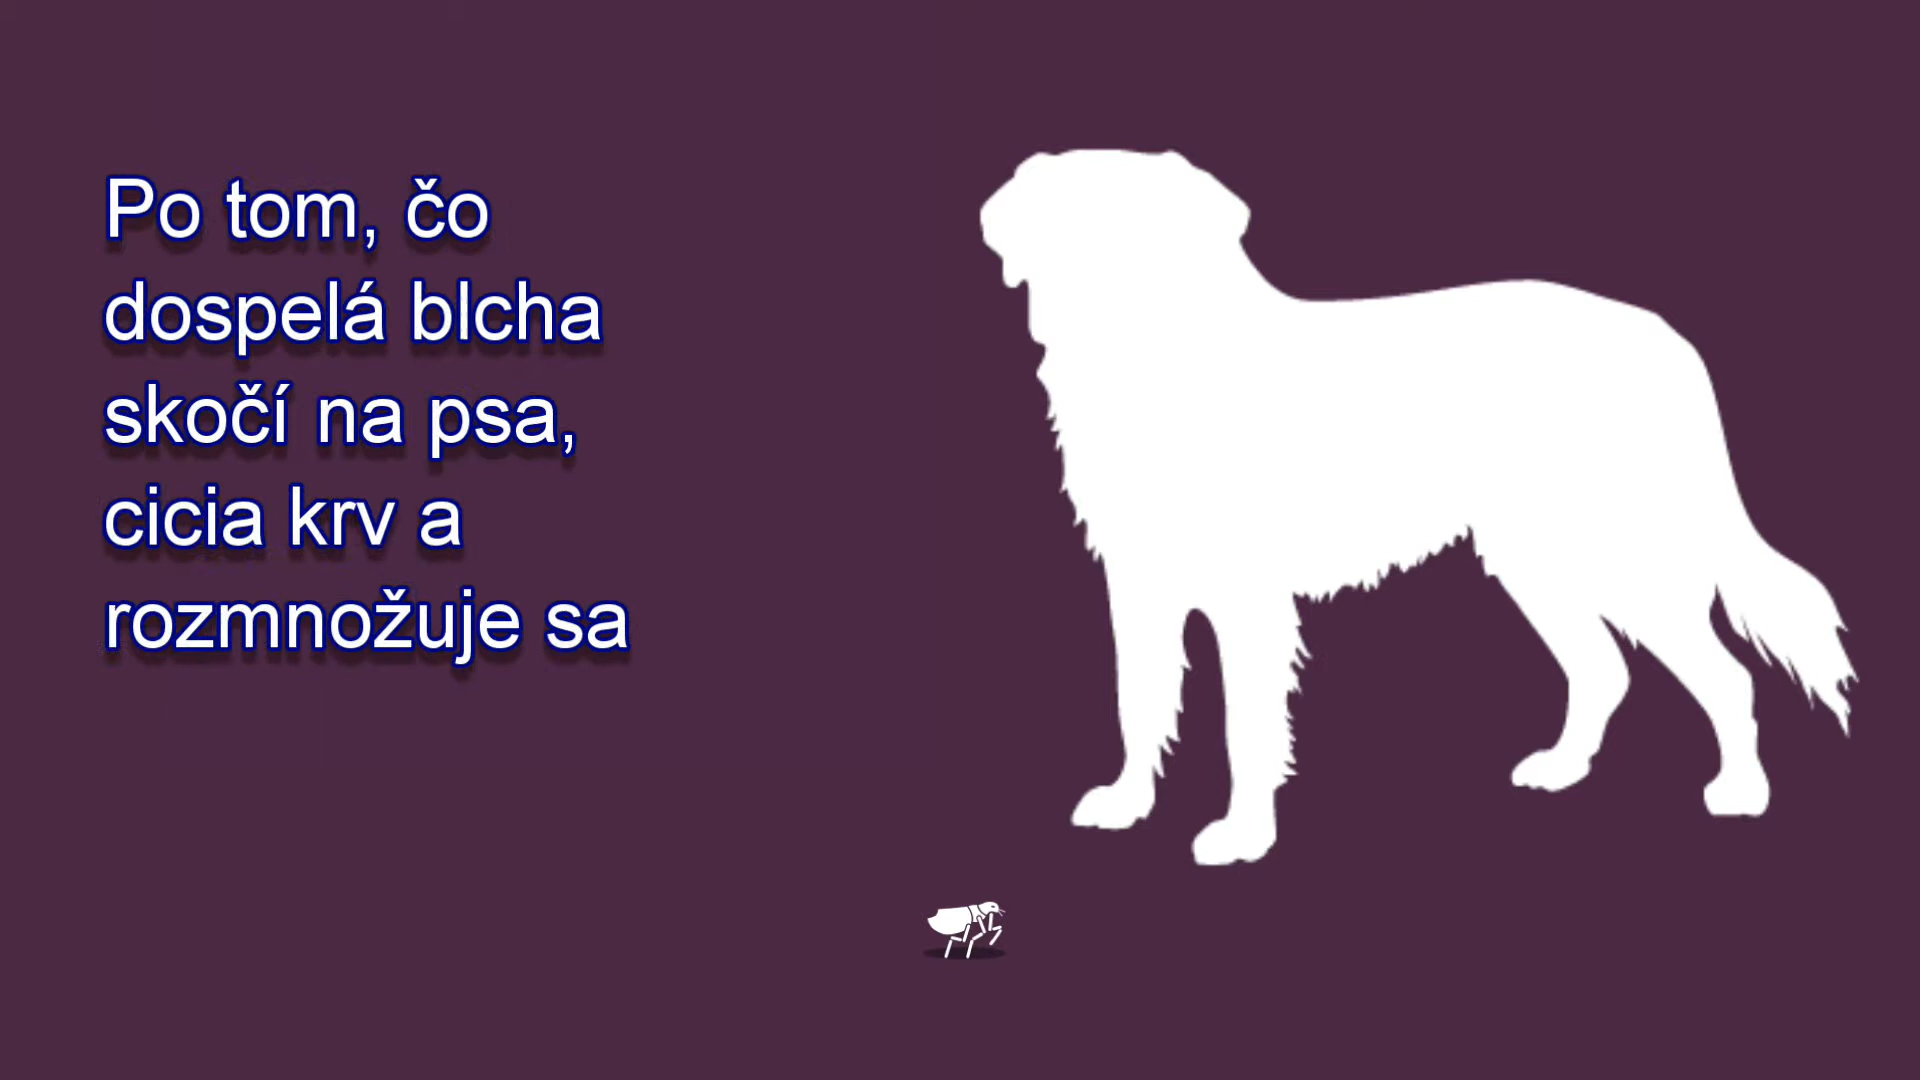 Po tom, čo
dospelá blcha
skočí na psa,
cicia krv a
rozmnožuje sa